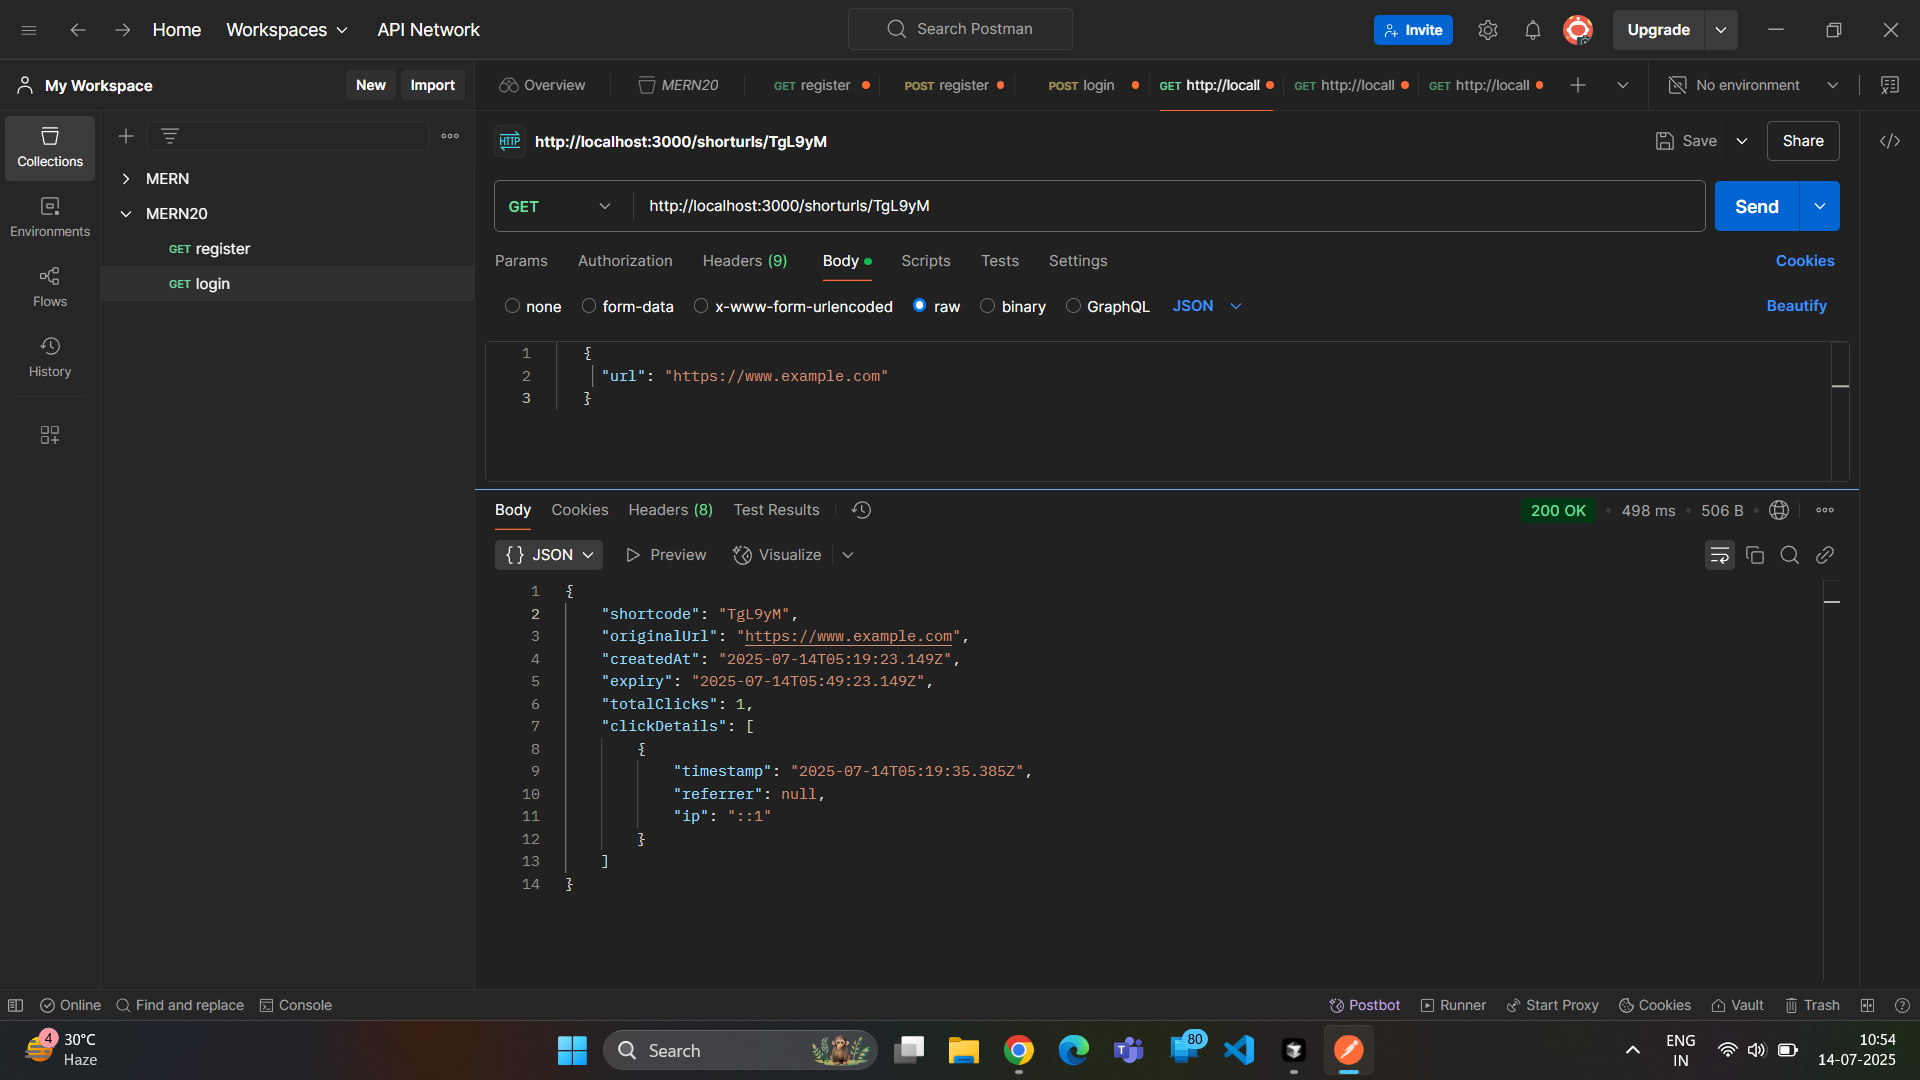 Home
Workspaces
API Network
Search Postman
Invite
Upgrade
My Workspace
New
Import
Overview
MERN20
GET register
POST register
POST login
GET http://locall
GET http://locall
GET http://locall
No environment
Collections
Environments
Flows
History
MERN
MERN20
GET register
GET login
HTTP
http://localhost:3000/shorturls/TgL9yM
Save
Share
GET
http://localhost:3000/shorturls/TgL9yM
Send
Params
Authorization
Headers (9)
Body
Scripts
Tests
Settings
Cookies
none
form-data
x-www-form-urlencoded
raw
binary
GraphQL
JSON
Beautify
1 {
2 "url": "https://www.example.com"
3 }
Body
Cookies
Headers (8)
Test Results
200 OK
498 ms
506 B
{} JSON
Preview
Visualize
1 {
2 "shortcode": "TgL9yM",
3 "originalUrl": "https://www.example.com",
4 "createdAt": "2025-07-14T05:19:23.149Z",
5 "expiry": "2025-07-14T05:49:23.149Z",
6 "totalClicks": 1,
7 "clickDetails": [
8 {
9 "timestamp": "2025-07-14T05:19:35.385Z",
10 "referrer": null,
11 "ip": "::1"
12 }
13 ]
14 }
Online
Find and replace
Console
Postbot
Runner
Start Proxy
Cookies
Vault
Trash
4
30°C
Haze
Search
80
ENG
IN
10:54
14-07-2025